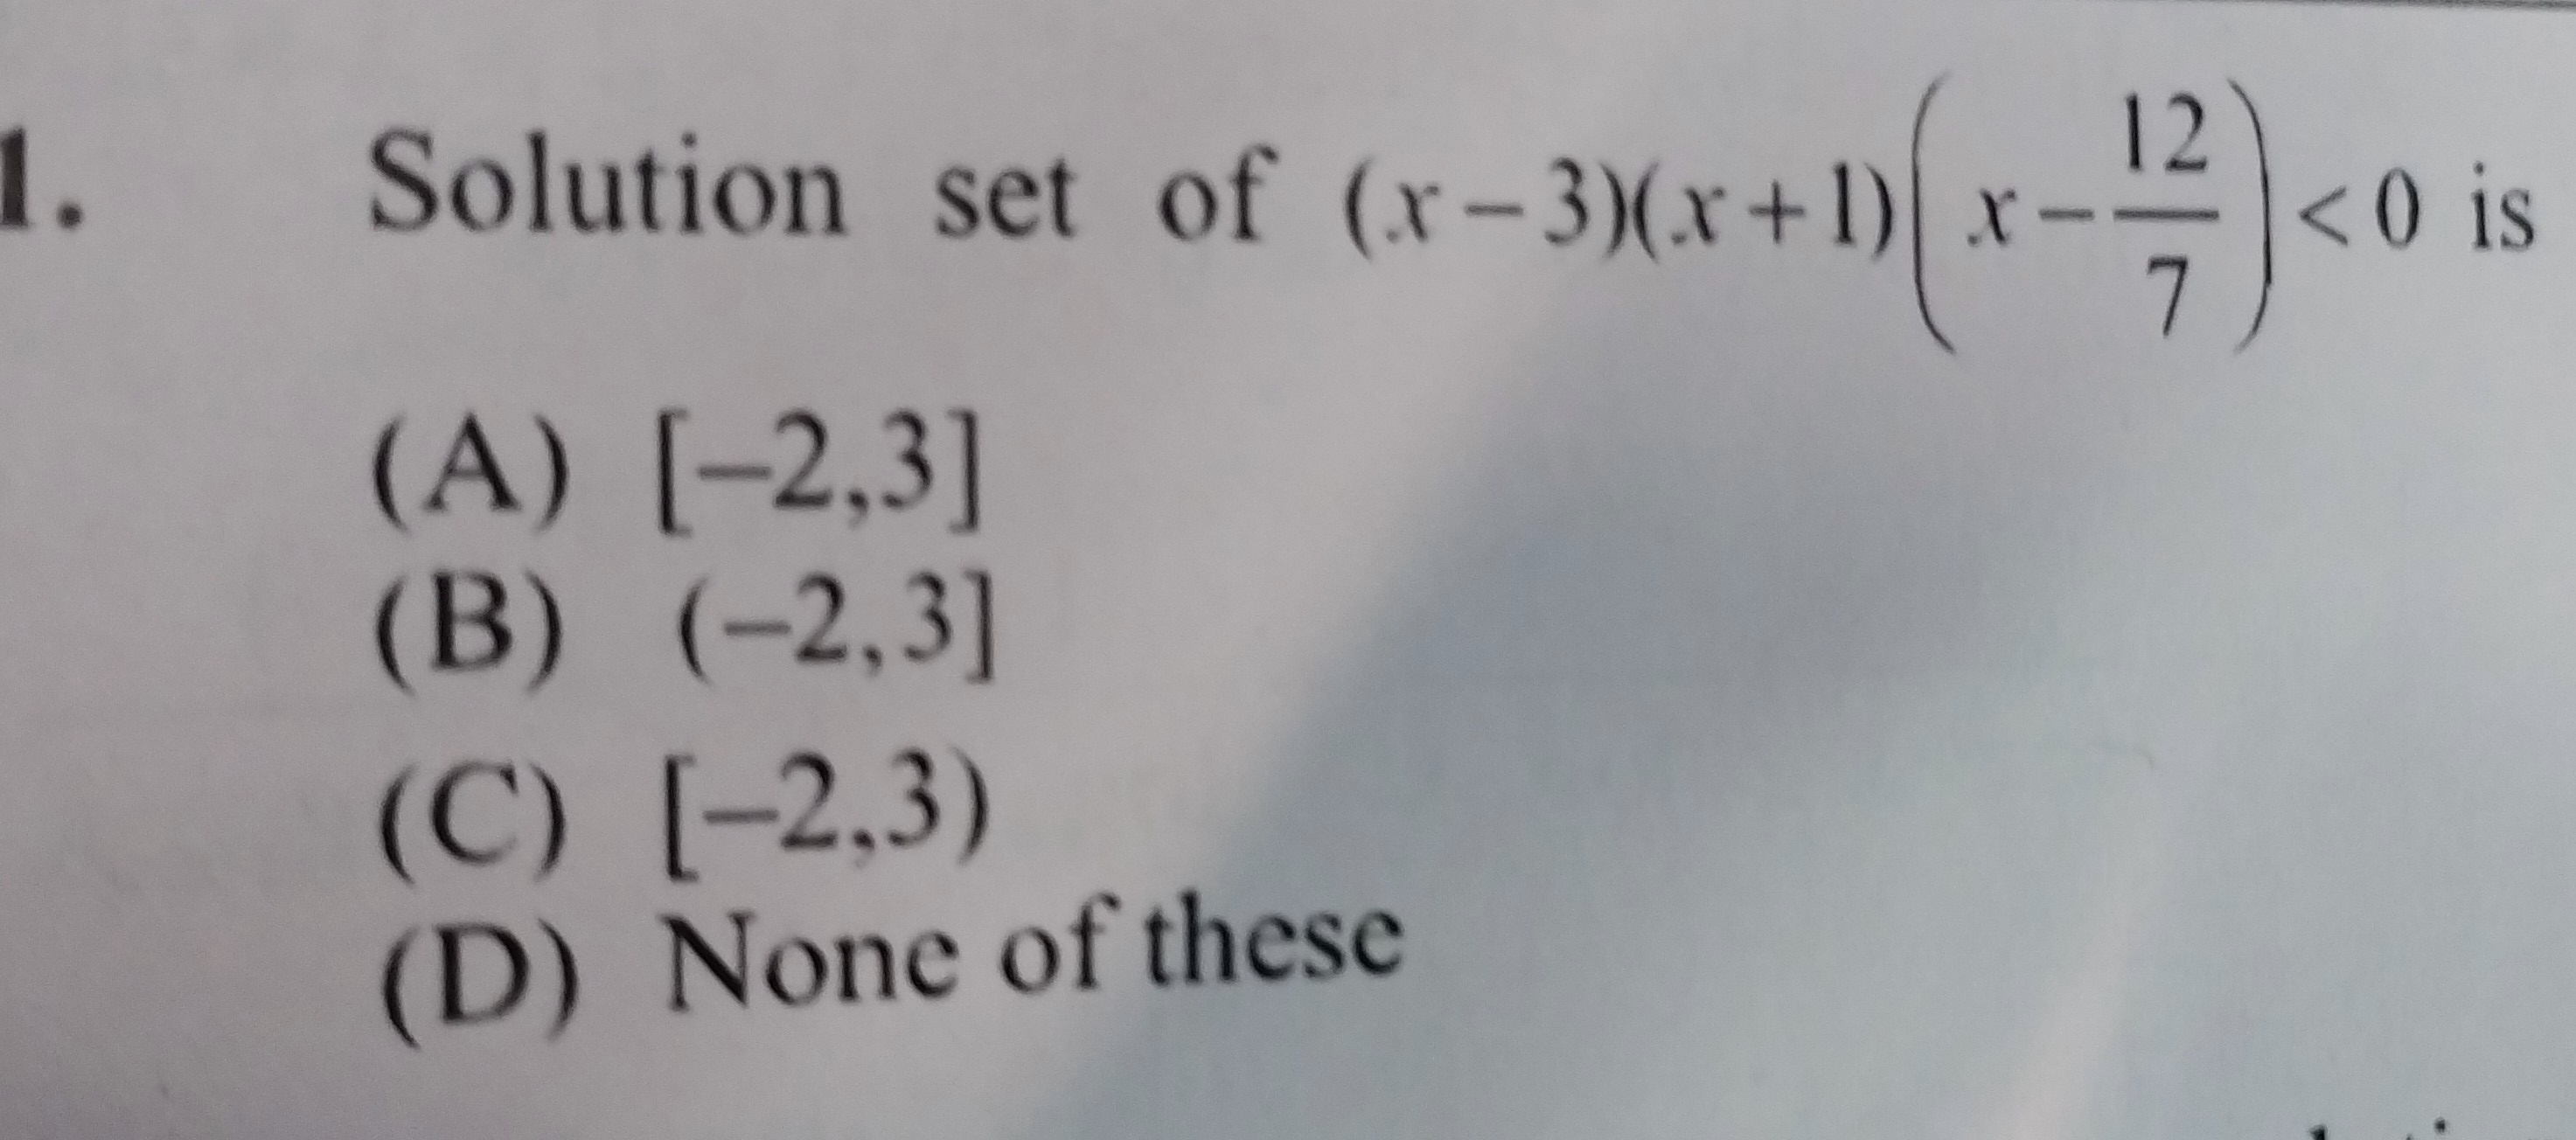 1. Solution set of (x−3)(x+1)(x−12/7)<0 is
(A) [−2,3]
(B) (−2,3]
(C) [−2,3)
(D) None of these